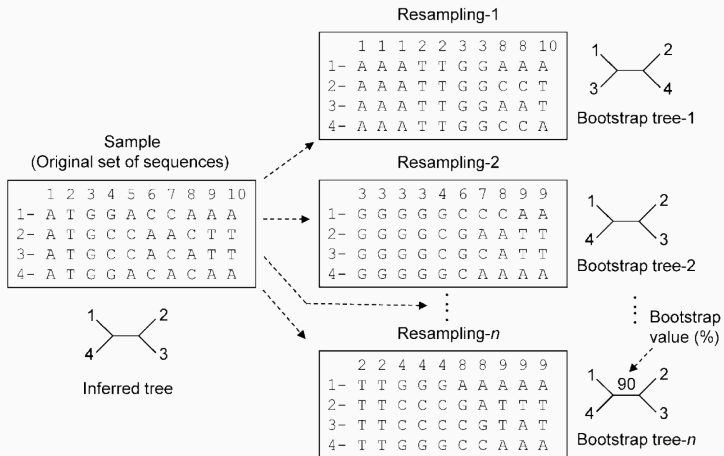 Resampling-1
1 1 1 2 2 3 3 8 8 10
1- A A A T T G G A A A
2- A A A T T G G C C T
3- A A A T T G G A A T
4- A A A T T G G C C A
1 2
3 4
Bootstrap tree-1
Sample
(Original set of sequences)
1 2 3 4 5 6 7 8 9 10
1- A T G G A C C A A A
2- A T G C C A A C T T
3- A T G C C A C A T T
4- A T G G A C A C A A
1 2
4 3
Inferred tree
Resampling-2
3 3 3 3 4 6 7 8 9 9
1- G G G G G C C C A A
2- G G G G C G A A T T
3- G G G G C G C A T T
4- G G G G G C A A A A
1 2
4 3
Bootstrap tree-2
Resampling-n
2 2 4 4 4 8 8 9 9 9
1- T T G G G A A A A A
2- T T C C C G A T T T
3- T T C C C C G T A T
4- T T G G G C C A A A
Bootstrap
value (%)
1 90 2
4 3
Bootstrap tree-n